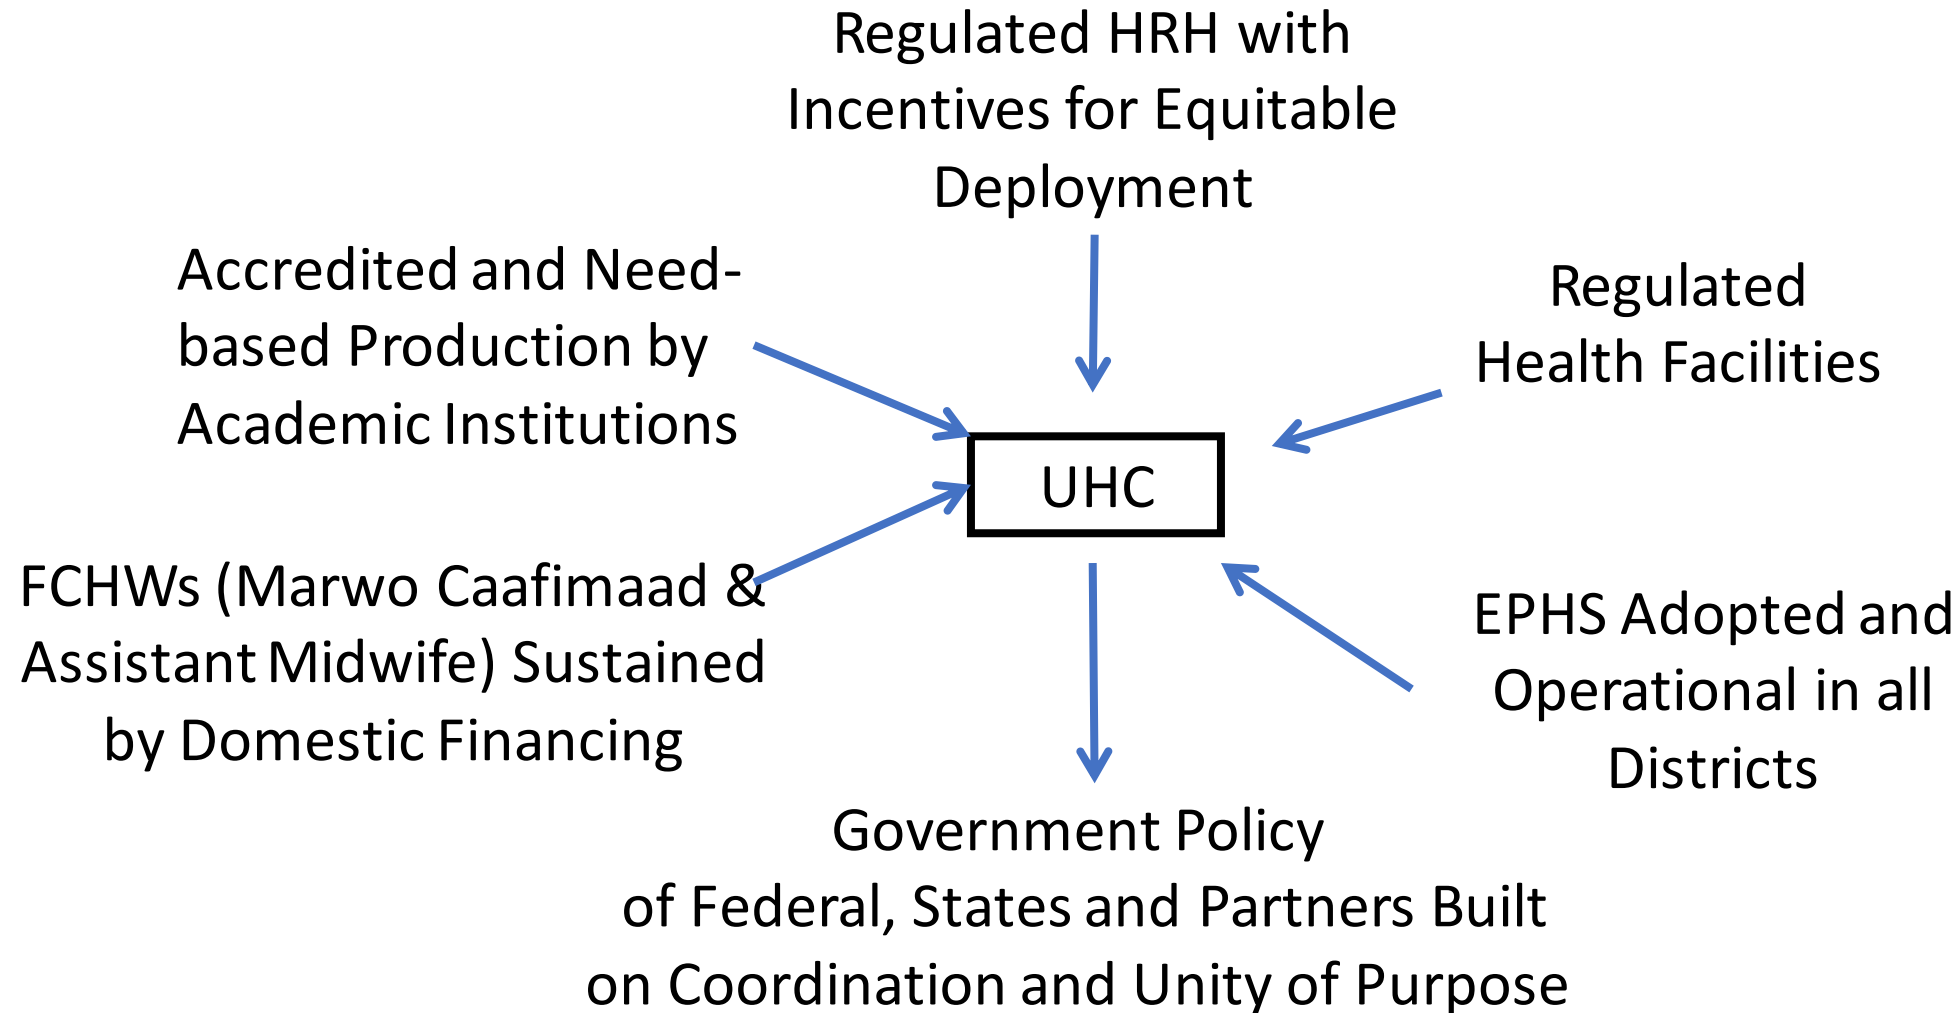 Regulated HRH with
Incentives for Equitable
Deployment
Accredited and Need-
based Production by
Academic Institutions
Regulated
Health Facilities
UHC
FCHWs (Marwo Caafimaad &
Assistant Midwife) Sustained
by Domestic Financing
EPHS Adopted and
Operational in all
Districts
Government Policy
of Federal, States and Partners Built
on Coordination and Unity of Purpose